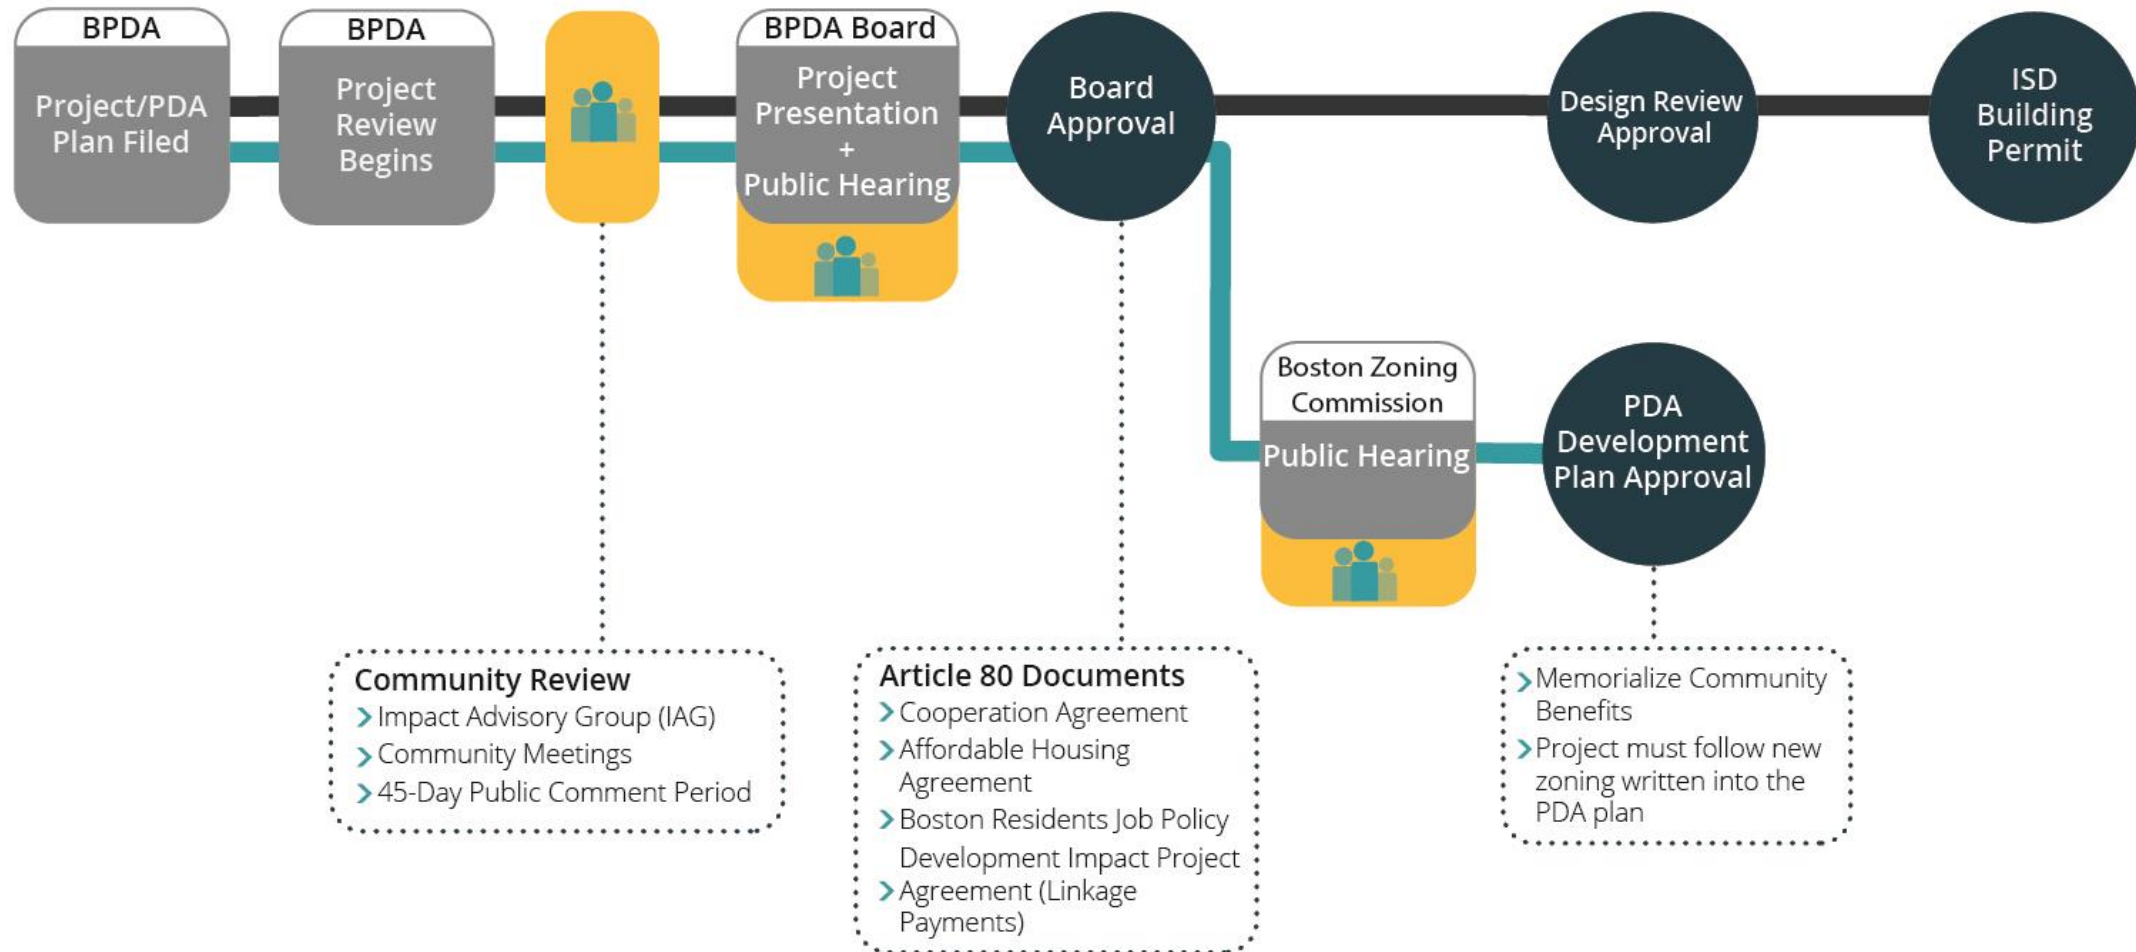 BPDA
Project/PDA
Plan Filed
BPDA
Project
Review
Begins
BPDA Board
Project
Presentation
+
Public Hearing
Board
Approval
Design Review
Approval
ISD
Building
Permit
Boston Zoning
Commission
Public Hearing
PDA
Development
Plan Approval
Community Review
Impact Advisory Group (IAG)
Community Meetings
45-Day Public Comment Period
Article 80 Documents
Cooperation Agreement
Affordable Housing
Agreement
Boston Residents Job Policy
Development Impact Project
Agreement (Linkage
Payments)
Memorialize Community
Benefits
Project must follow new
zoning written into the
PDA plan